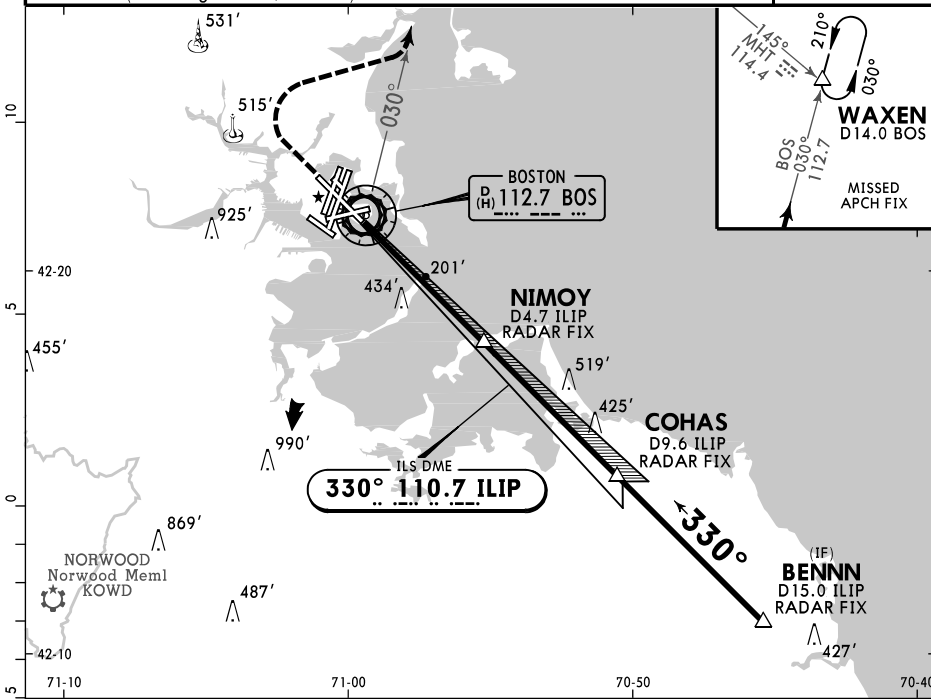 531’
515’
030°
145°
MHT
114.4
210°
030°
WAXEN
D14.0 BOS
BOS
030°
112.7
MISSED
APCH FIX
BOSTON
D
(H) 112.7 BOS
10
925’
42-20
201’
434’
NIMOY
D4.7 ILIP
RADAR FIX
5
455’
519’
425’
COHAS
D9.6 ILIP
RADAR FIX
990’
ILS DME
330° 110.7 ILIP
0
869’
330°
NORWOOD
Norwood Meml
KOWD
(IF)
BENNN
D15.0 ILIP
RADAR FIX
487’
427’
42-10
5
71-10
71-00
70-50
70-40